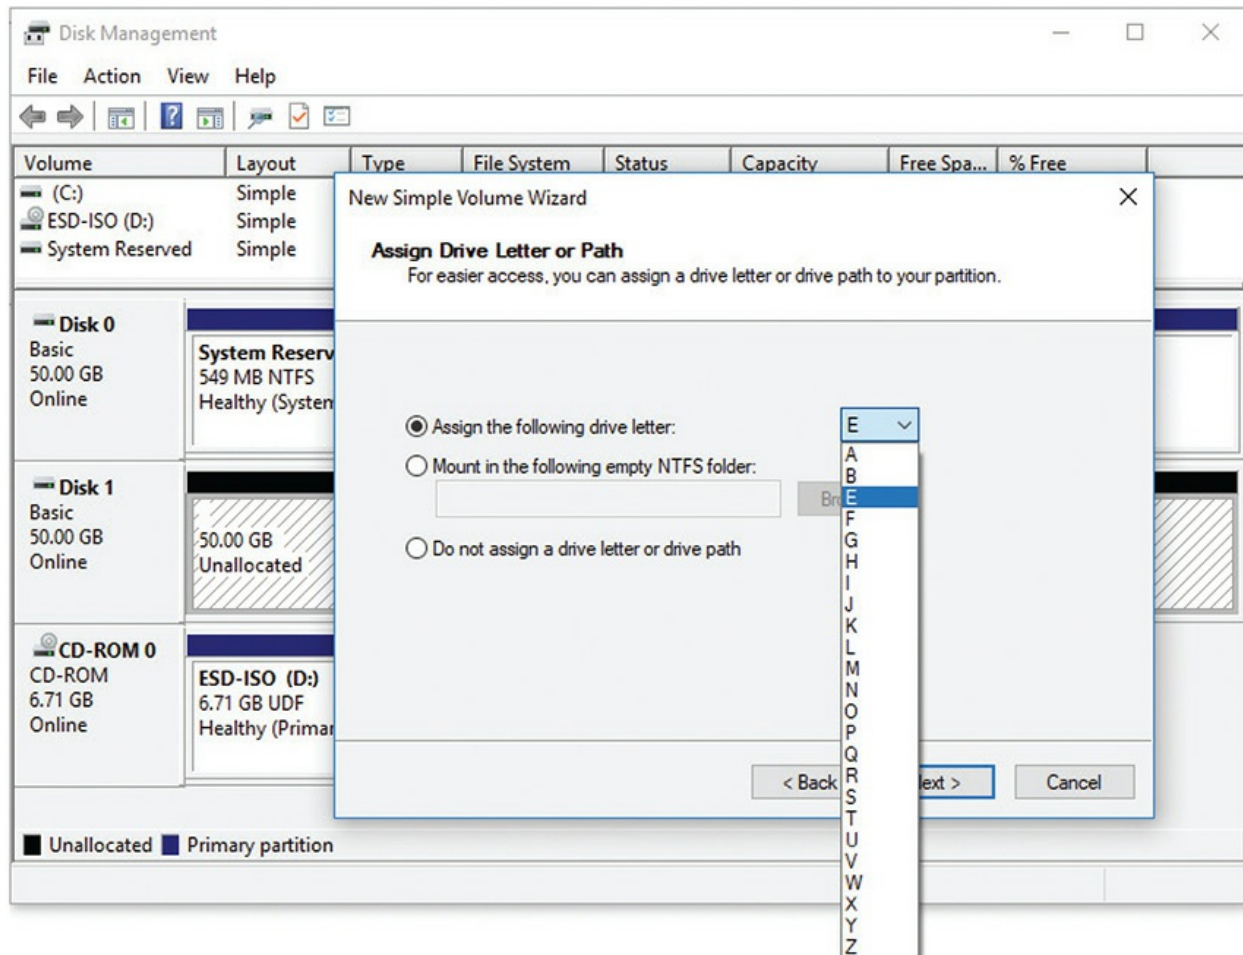 Disk Management
File Action View Help
Volume Layout Type File System Status Capacity Free Spa... % Free
(C:) Simple
ESD-ISO (D:) Simple
System Reserved Simple
Disk 0
Basic
50.00 GB
Online
System Reserv
549 MB NTFS
Healthy (System
Disk 1
Basic
50.00 GB
Online
50.00 GB
Unallocated
CD-ROM 0
CD-ROM
6.71 GB
Online
ESD-ISO (D:)
6.71 GB UDF
Healthy (Primar
Unallocated Primary partition
New Simple Volume Wizard
Assign Drive Letter or Path
For easier access, you can assign a drive letter or drive path to your partition.
Assign the following drive letter: E
Mount in the following empty NTFS folder:
Br
Do not assign a drive letter or drive path
A
B
E
F
G
H
I
J
K
L
M
N
O
P
Q
R
S
T
U
V
W
X
Y
Z
< Back ext > Cancel